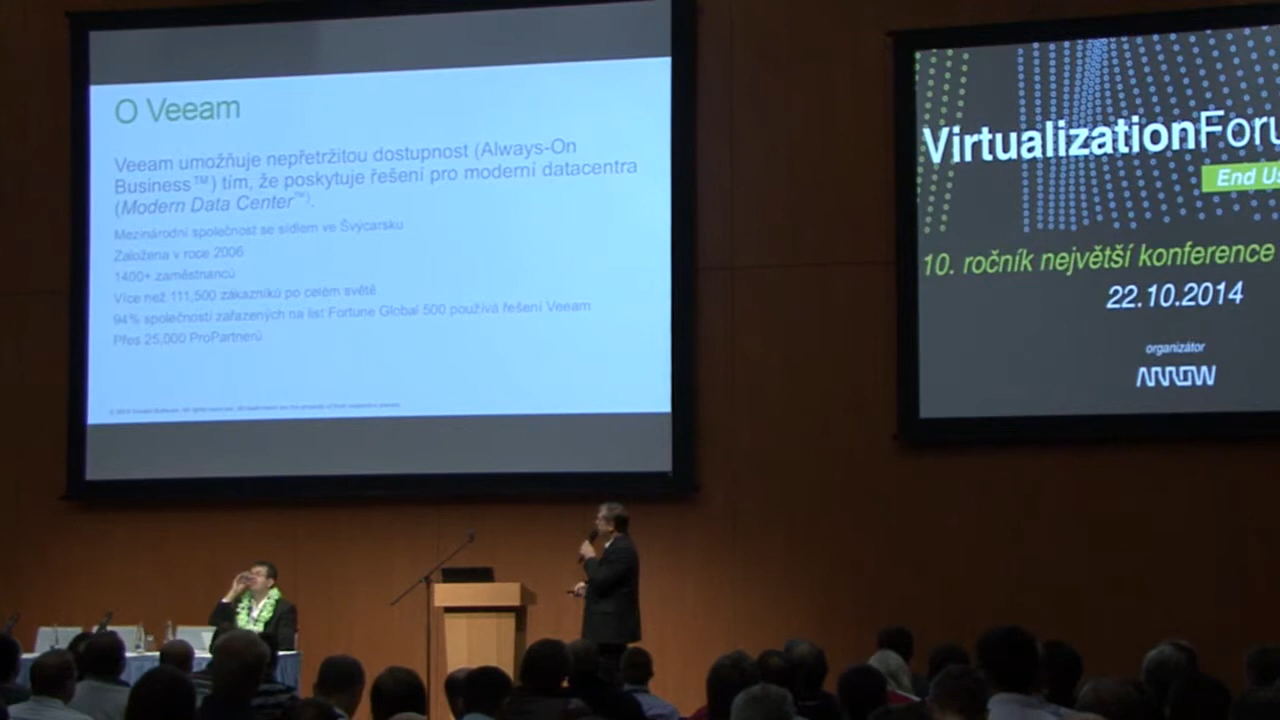 O Veeam
Veeam umožňuje nepřetržitou dostupnost (Always-On
Business™) tím, že poskytuje řešení pro moderní datacentra
(Modern Data Center™).
Mezinárodní společnost se sídlem ve Švýcarsku
Založena v roce 2006
1400+ zaměstnanců
Více než 111,500 zákazníků po celém světě
94% společností zařazených na list Fortune Global 500 používá řešení Veeam
Přes 25,000 ProPartnerů
VirtualizationForu
End Us
10. ročník největší konference
22.10.2014
organizátor
ARROW